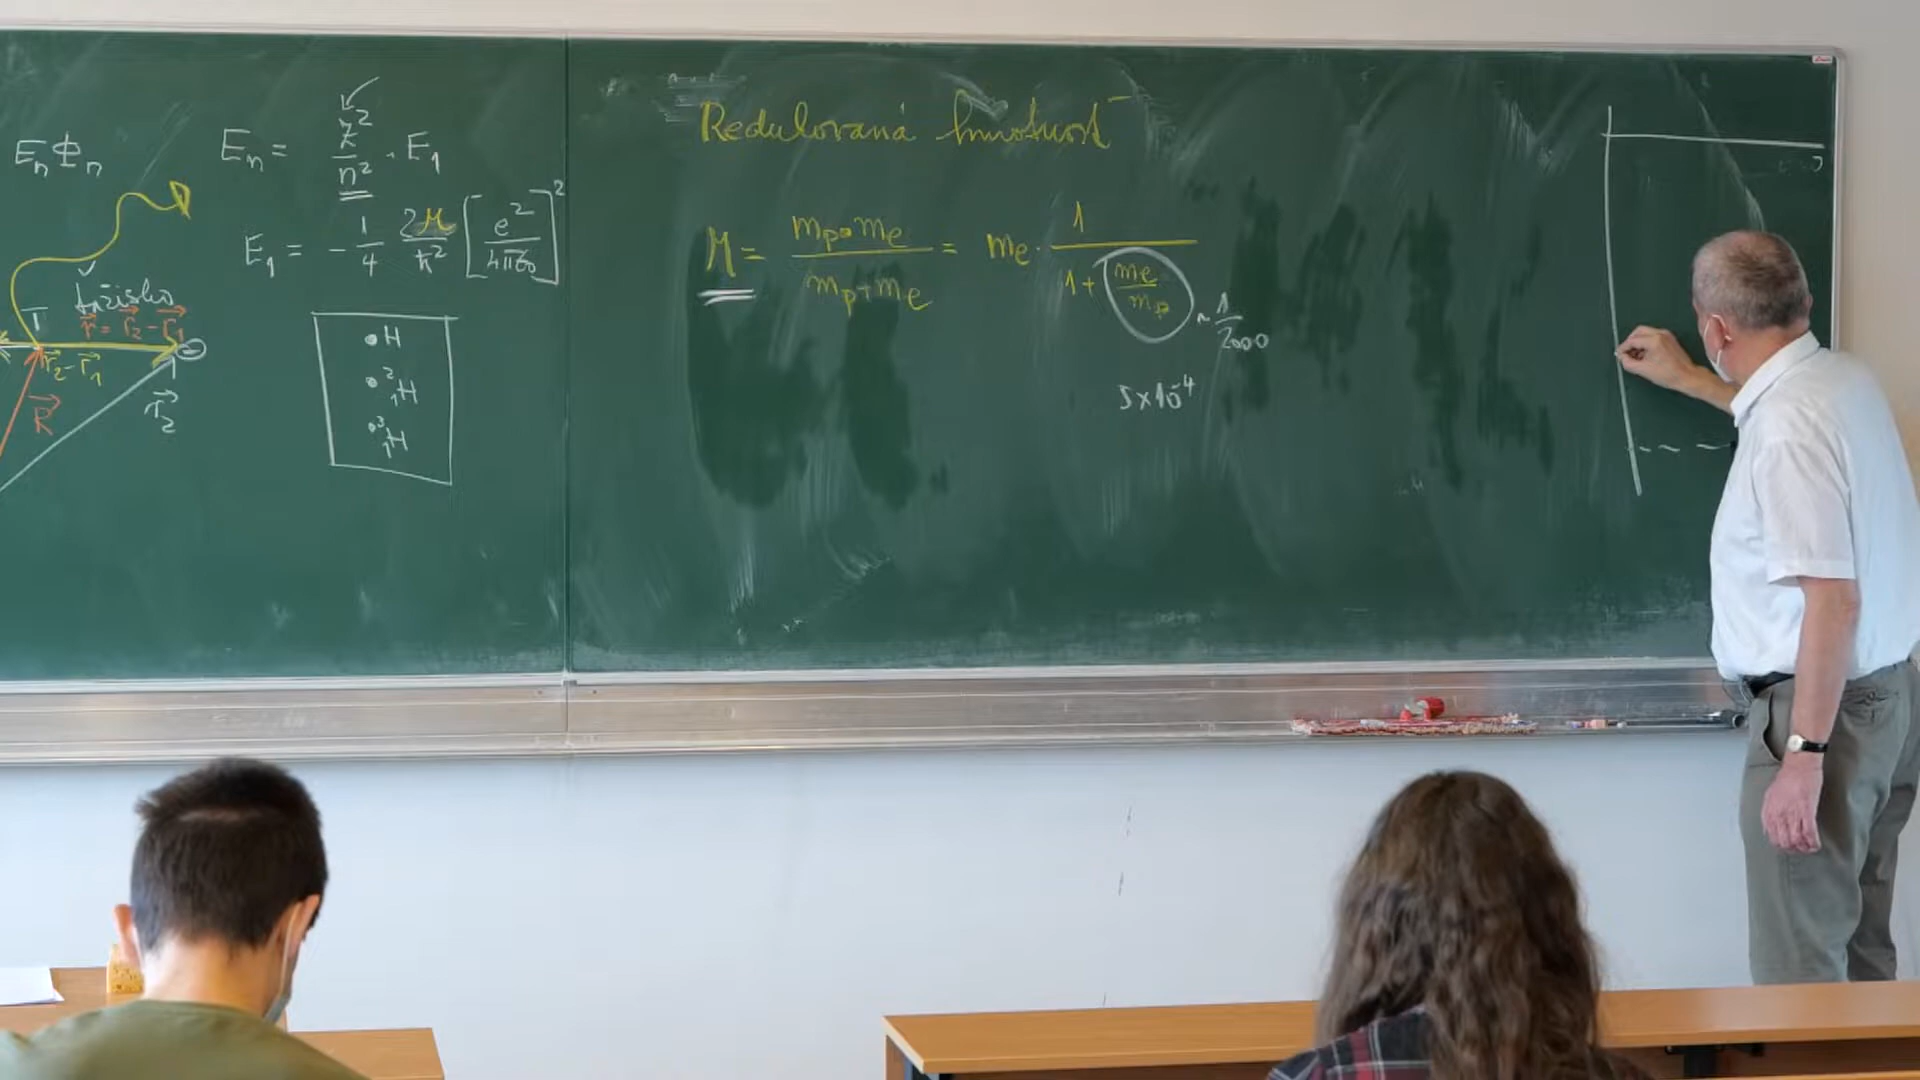 EₙΦₙ
Eₙ = z²/n² · E₁
E₁ = - 1/4 2μ/ħ² [e²/4πε₀]²
T
ťažisko
r⃗ = r⃗₂ - r⃗₁
r⃗₂ - r⃗₁
R⃗
r⃗₂
H
²₁H
³₁H
Redukovaná hmotnosť
μ = mₚ·mₑ/mₚ+mₑ = mₑ · 1/1+mₑ/mₚ
~ 1/2000
5×10⁻⁴